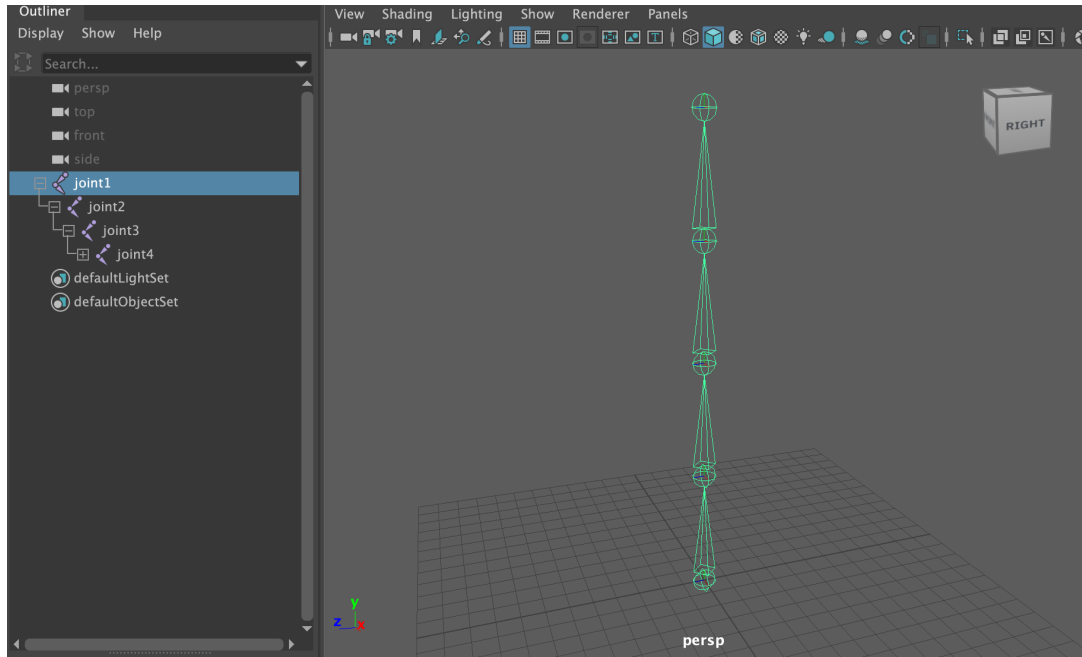 Outliner
Display Show Help
Search...
persp
top
front
side
joint1
joint2
joint3
joint4
defaultLightSet
defaultObjectSet
View Shading Lighting Show Renderer Panels
RIGHT
y
z x
persp